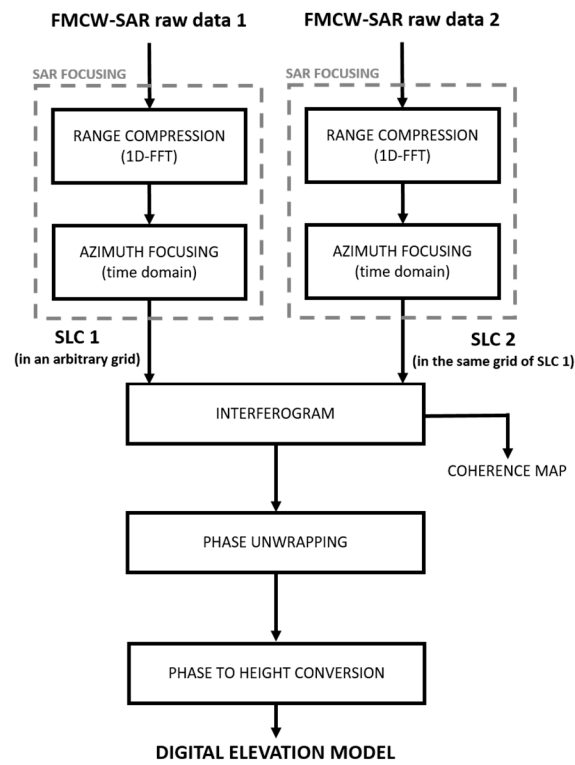 FMCW-SAR raw data 1
FMCW-SAR raw data 2
SAR FOCUSING
SAR FOCUSING
RANGE COMPRESSION
(1D-FFT)
RANGE COMPRESSION
(1D-FFT)
AZIMUTH FOCUSING
(time domain)
AZIMUTH FOCUSING
(time domain)
SLC 1
(in an arbitrary grid)
SLC 2
(in the same grid of SLC 1)
INTERFEROGRAM
COHERENCE MAP
PHASE UNWRAPPING
PHASE TO HEIGHT CONVERSION
DIGITAL ELEVATION MODEL